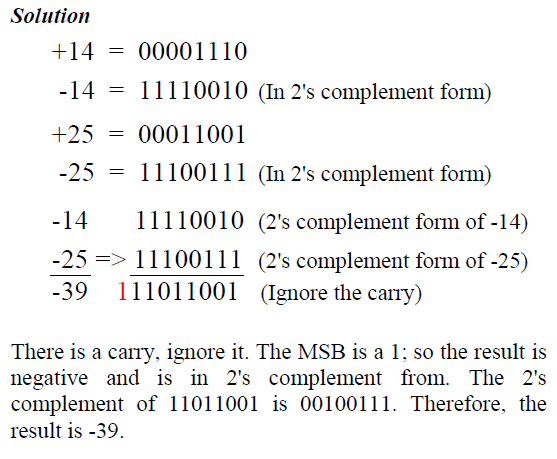 Solution
+14 = 00001110
-14 = 11110010 (In 2's complement form)
+25 = 00011001
-25 = 11100111 (In 2's complement form)
-14 11110010 (2's complement form of -14)
-25 => 11100111 (2's complement form of -25)
-39 111011001 (Ignore the carry)
There is a carry, ignore it. The MSB is a 1; so the result is
negative and is in 2's complement from. The 2's
complement of 11011001 is 00100111. Therefore, the
result is -39.